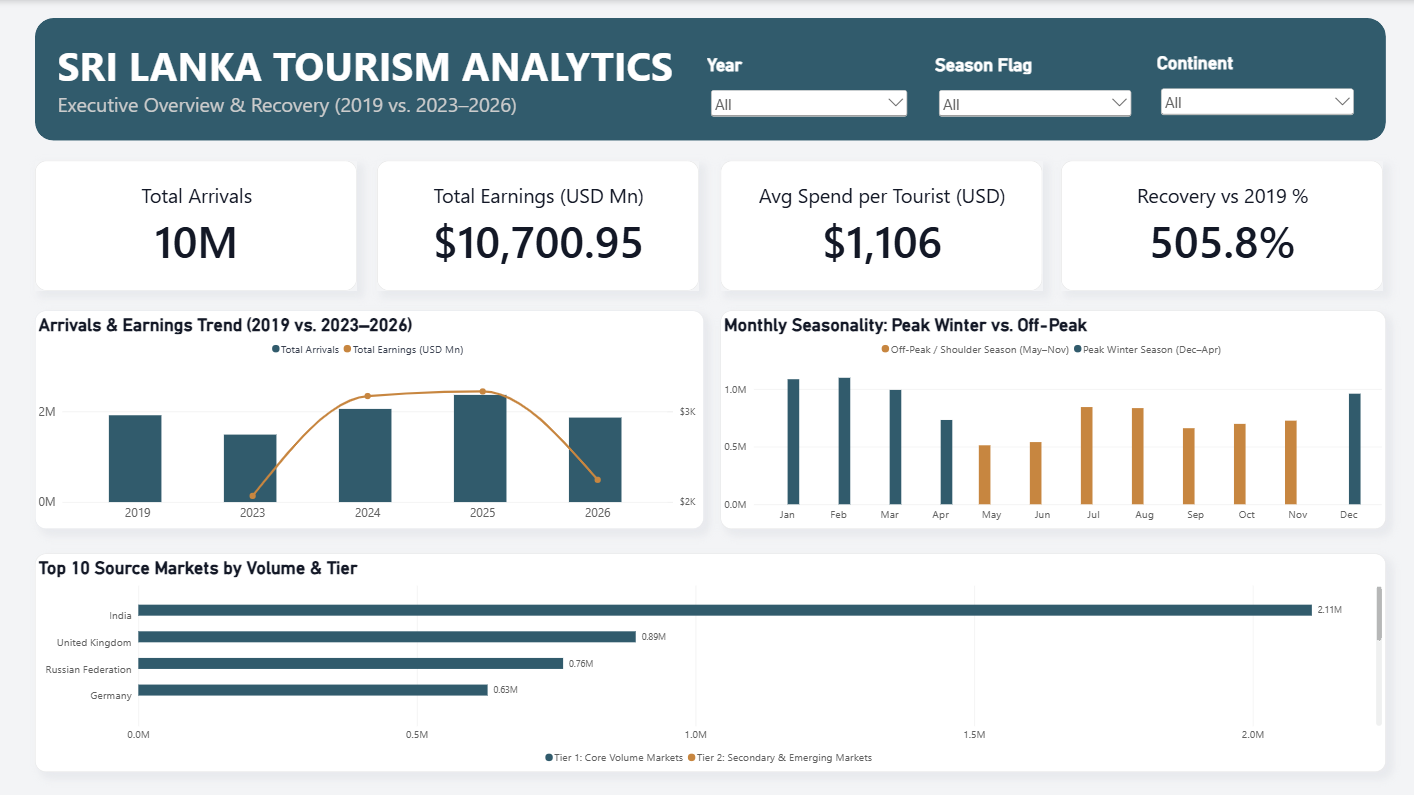 SRI LANKA TOURISM ANALYTICS
Executive Overview & Recovery (2019 vs. 2023–2026)
Year
All
Season Flag
All
Continent
All
Total Arrivals
10M
Total Earnings (USD Mn)
$10,700.95
Avg Spend per Tourist (USD)
$1,106
Recovery vs 2019 %
505.8%
Arrivals & Earnings Trend (2019 vs. 2023–2026)
Total Arrivals Total Earnings (USD Mn)
2M
0M
$3K
$2K
2019 2023 2024 2025 2026
Monthly Seasonality: Peak Winter vs. Off-Peak
Off-Peak / Shoulder Season (May–Nov) Peak Winter Season (Dec–Apr)
1.0M
0.5M
0.0M
Jan Feb Mar Apr May Jun Jul Aug Sep Oct Nov Dec
Top 10 Source Markets by Volume & Tier
India 2.11M
United Kingdom 0.89M
Russian Federation 0.76M
Germany 0.63M
0.0M 0.5M 1.0M 1.5M 2.0M
Tier 1: Core Volume Markets Tier 2: Secondary & Emerging Markets